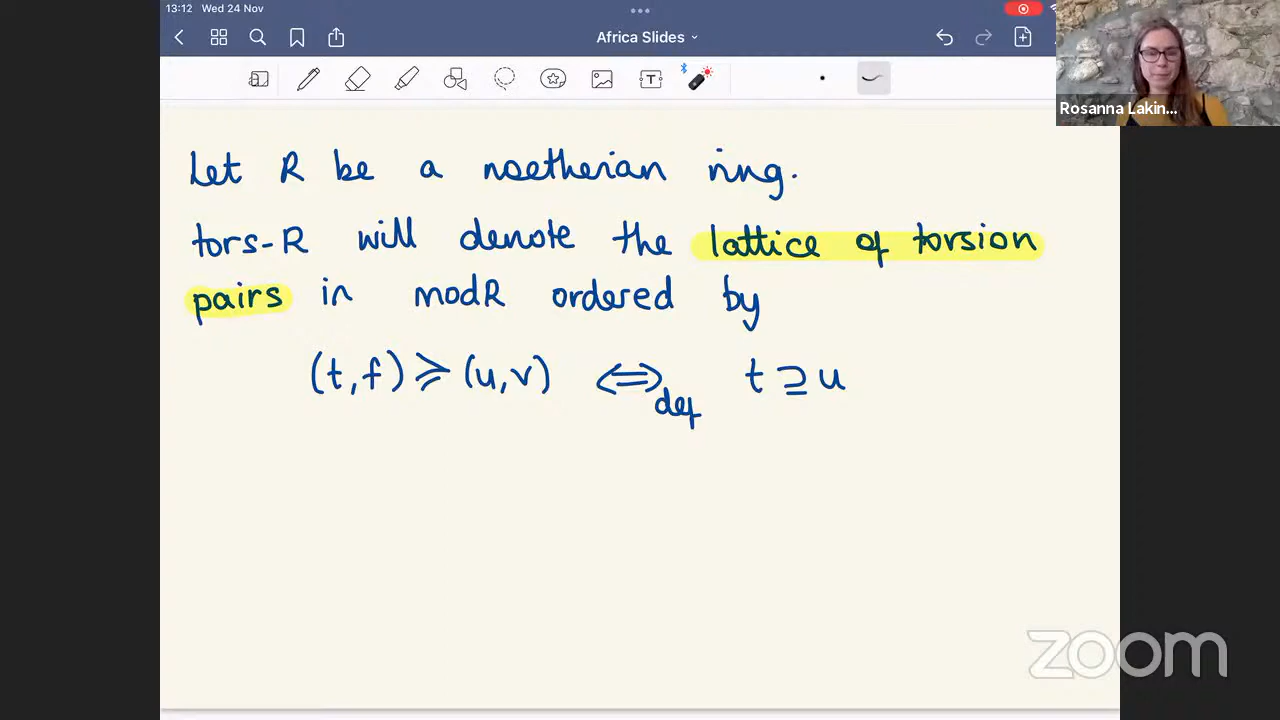 13:12 Wed 24 Nov
Africa Slides
Rosanna Lakin...
Let R be a noetherian ring.
tors-R will denote the lattice of torsion
pairs in modR ordered by
(t,f) ⩾ (u,v) ⟺ def t ⊇ u
zoom